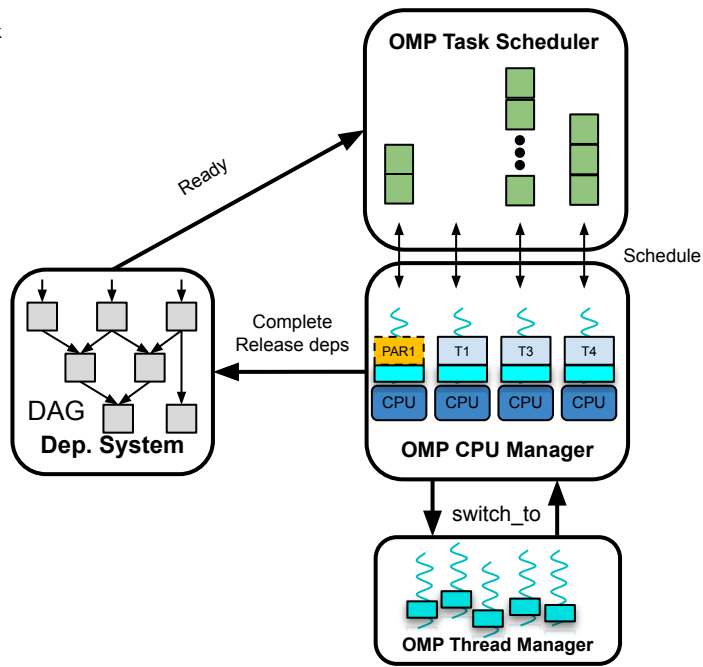 OMP Task Scheduler
Ready
Schedule
Complete
Release deps
PAR1
T1
T3
T4
CPU
CPU
CPU
CPU
DAG
Dep. System
OMP CPU Manager
switch_to
OMP Thread Manager